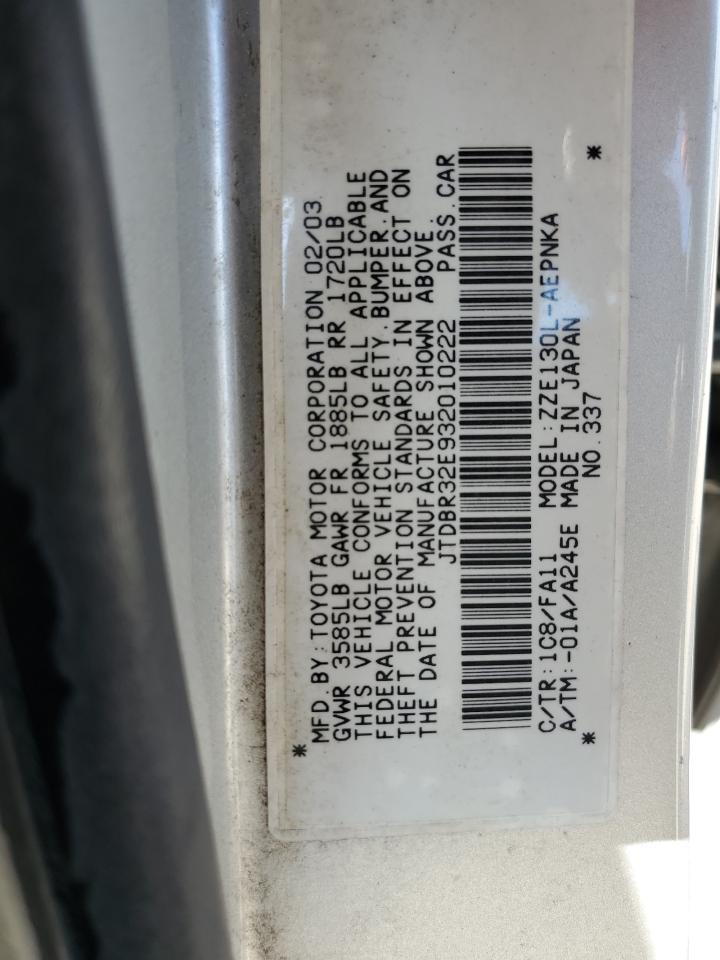 *
MFD.BY:TOYOTA MOTOR CORPORATION 02/03
GVWR 3585LB GAWR FR 1885LB RR 1720LB
THIS VEHICLE CONFORMS TO ALL APPLICABLE
FEDERAL MOTOR VEHICLE SAFETY,BUMPER,AND
THEFT PREVENTION STANDARDS IN EFFECT ON
THE DATE OF MANUFACTURE SHOWN ABOVE.
JTDBR32E932010222 PASS.CAR
C/TR:1C8/FA11 MODEL:ZZE130L-AEPNKA
A/TM:-01A/A245E MADE IN JAPAN
* NO.337 *